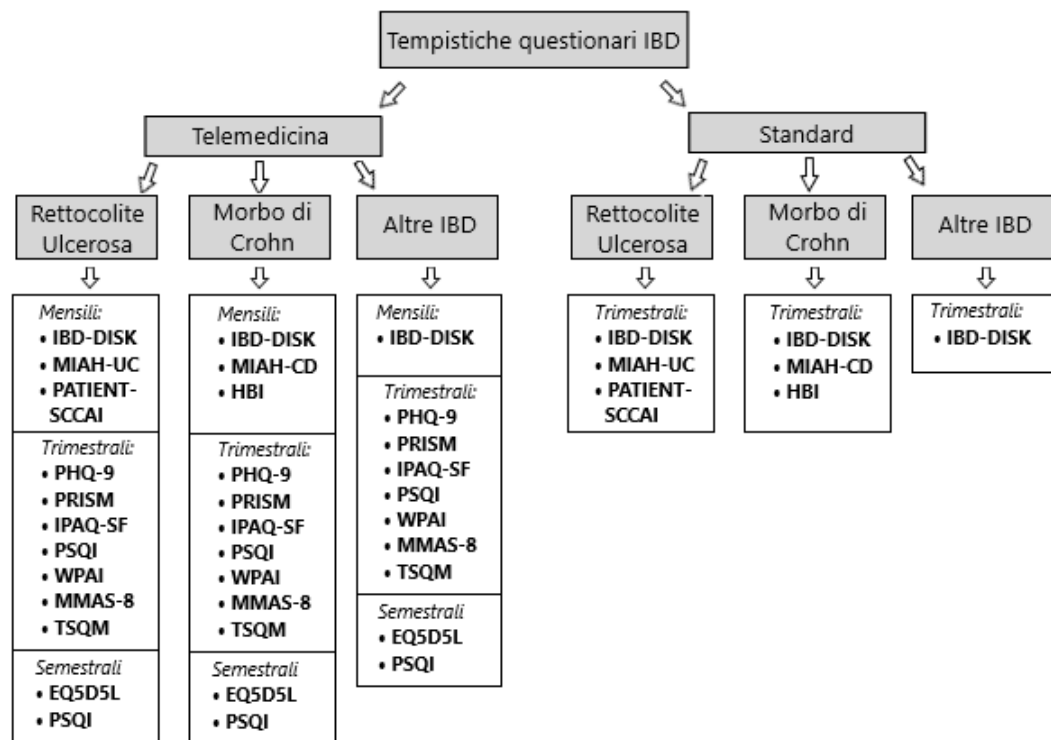 Tempistiche questionari IBD
Telemedicina
Standard
Rettocolite
Ulcerosa
Morbo di
Crohn
Altre IBD
Rettocolite
Ulcerosa
Morbo di
Crohn
Altre IBD
Mensili:
• IBD-DISK
• MIAH-UC
• PATIENT-
SCCAI
Trimestrali:
• PHQ-9
• PRISM
• IPAQ-SF
• PSQI
• WPAI
• MMAS-8
• TSQM
Semestrali
• EQ5D5L
• PSQI
Mensili:
• IBD-DISK
• MIAH-CD
• HBI
Trimestrali:
• PHQ-9
• PRISM
• IPAQ-SF
• PSQI
• WPAI
• MMAS-8
• TSQM
Semestrali
• EQ5D5L
• PSQI
Mensili:
• IBD-DISK
Trimestrali:
• PHQ-9
• PRISM
• IPAQ-SF
• PSQI
• WPAI
• MMAS-8
• TSQM
Semestrali
• EQ5D5L
• PSQI
Trimestrali:
• IBD-DISK
• MIAH-UC
• PATIENT-
SCCAI
Trimestrali:
• IBD-DISK
• MIAH-CD
• HBI
Trimestrali:
• IBD-DISK